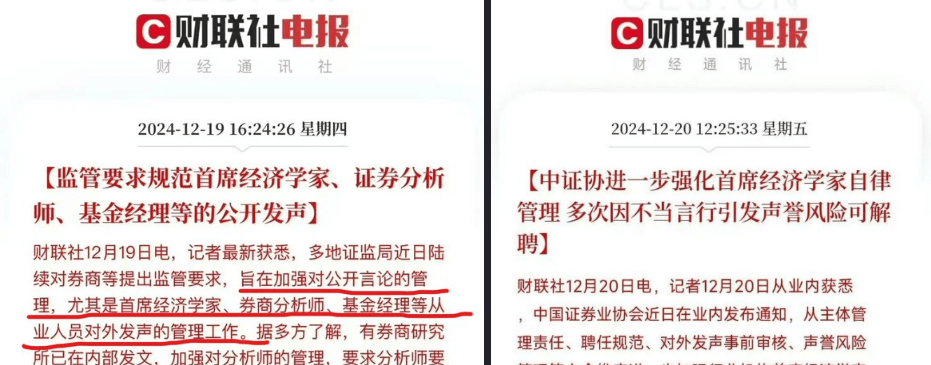 财联社电报
财经通讯社
2024-12-19 16:24:26 星期四
【监管要求规范首席经济学家、证券分析
师、基金经理等的公开发声】
财联社12月19日电，记者最新获悉，多地证监局近日陆
续对券商等提出监管要求，旨在加强对公开言论的管
理，尤其是首席经济学家、券商分析师、基金经理等从
业人员对外发声的管理工作。据多方了解，有券商研究
所已在内部发文，加强对分析师的管理，要求分析师要
财联社电报
财经通讯社
2024-12-20 12:25:33 星期五
【中证协进一步强化首席经济学家自律
管理 多次因不当言行引发声誉风险可解
聘】
财联社12月20日电，记者12月20日从业内获悉
，中国证券业协会近日在业内发布通知，从主体管
理责任、聘任规范、对外发声事前审核、声誉风险